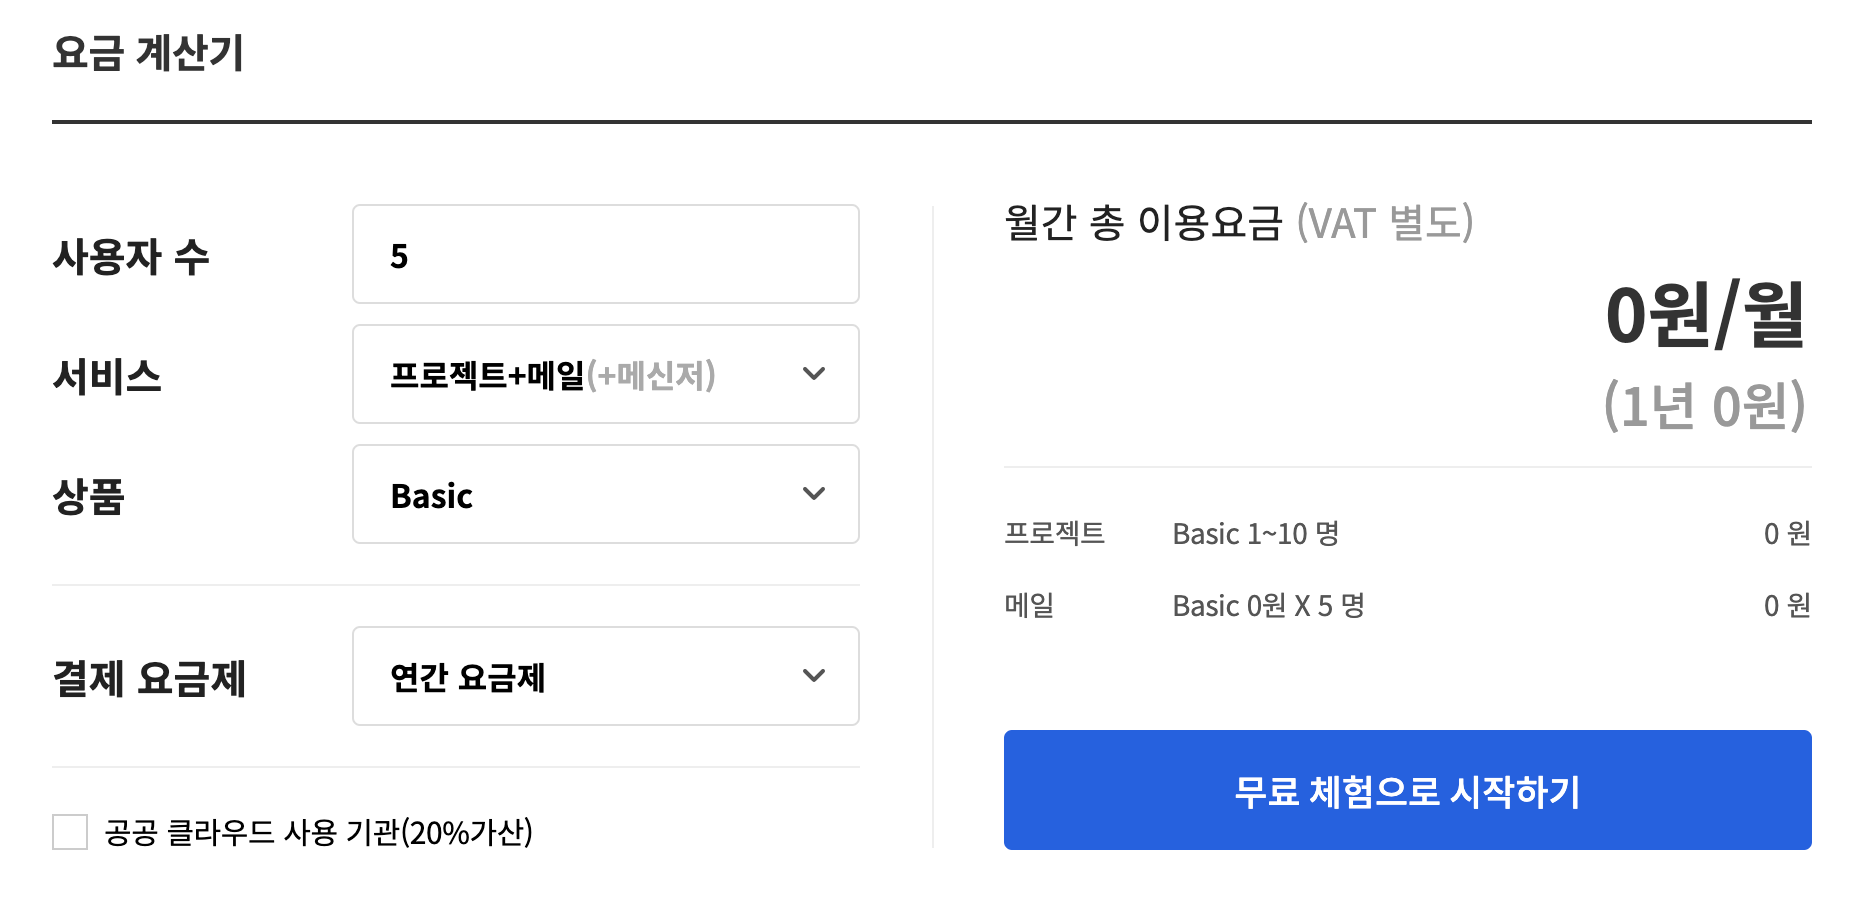 요금 계산기
사용자 수
5
서비스
프로젝트+메일(+메신저)
상품
Basic
결제 요금제
연간 요금제
공공 클라우드 사용 기관(20%가산)
월간 총 이용요금 (VAT 별도)
0원/월
(1년 0원)
프로젝트 Basic 1~10 명 0 원
메일 Basic 0원 X 5 명 0 원
무료 체험으로 시작하기